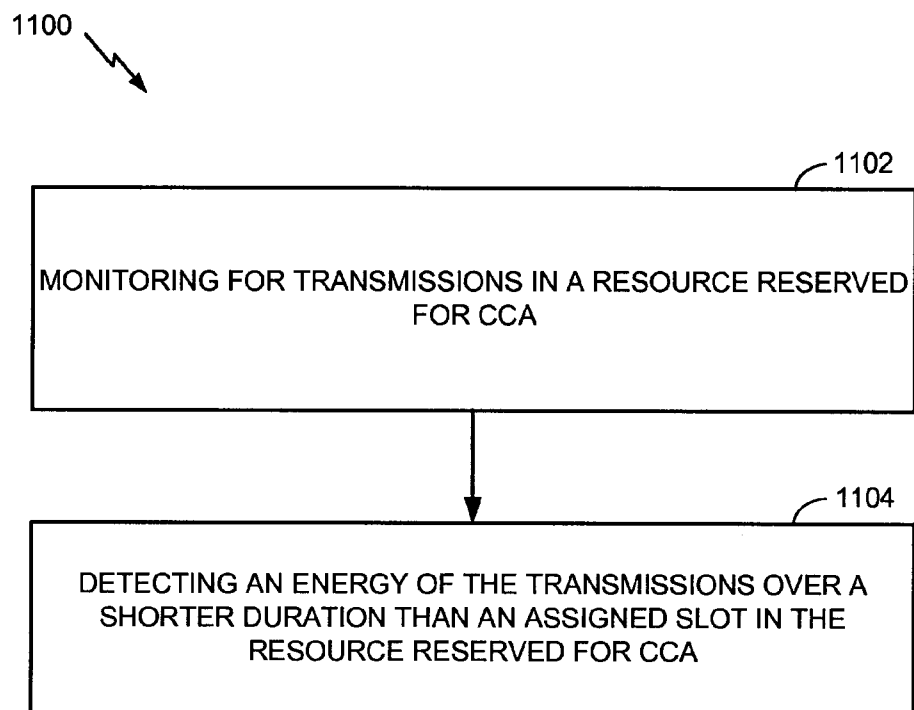 1100
1102
MONITORING FOR TRANSMISSIONS IN A RESOURCE RESERVED
FOR CCA
1104
DETECTING AN ENERGY OF THE TRANSMISSIONS OVER A
SHORTER DURATION THAN AN ASSIGNED SLOT IN THE
RESOURCE RESERVED FOR CCA